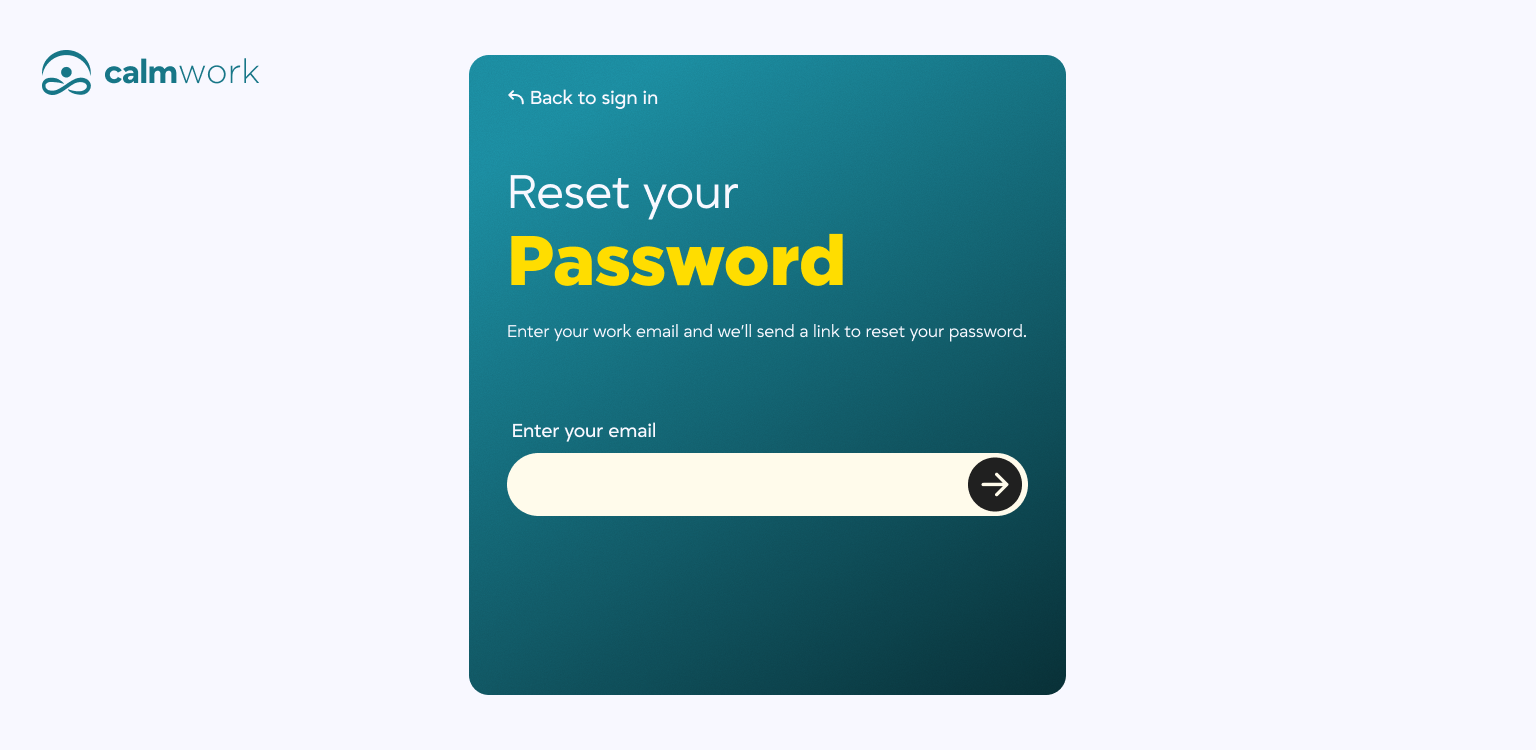 calmwork
Back to sign in
Reset your
Password
Enter your work email and we'll send a link to reset your password.
Enter your email